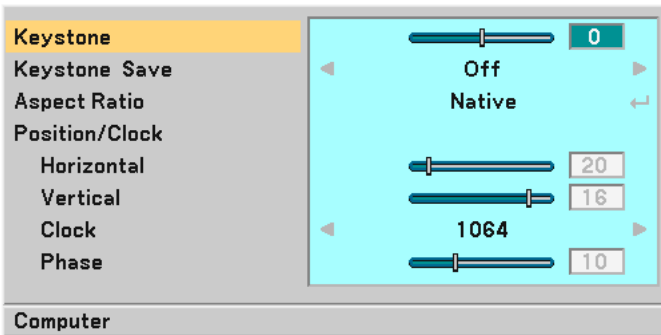 Keystone 0
Keystone Save Off
Aspect Ratio Native
Position/Clock
Horizontal 20
Vertical 16
Clock 1064
Phase 10
Computer